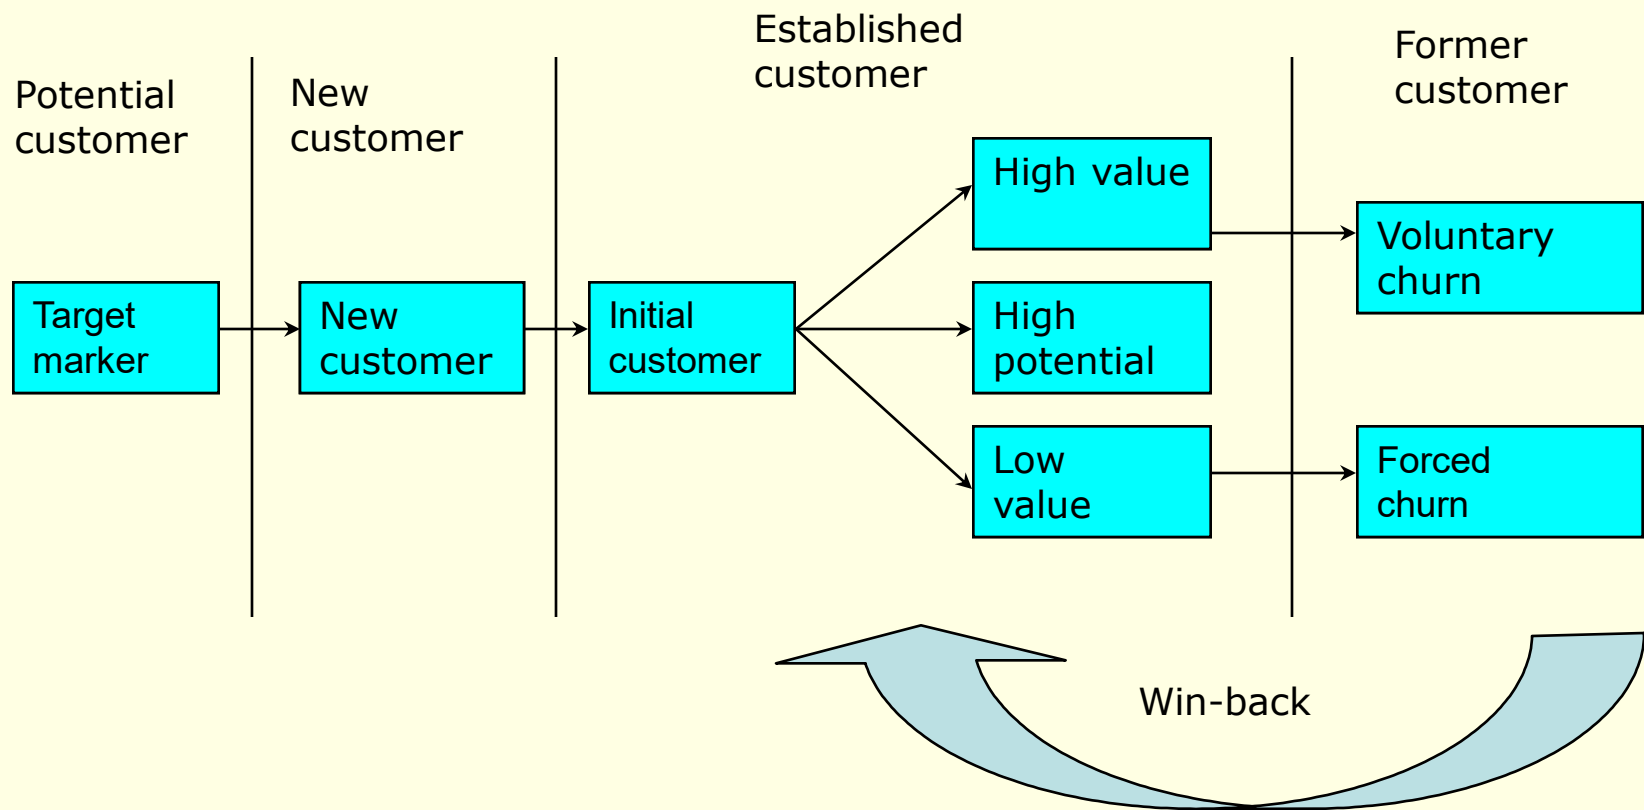 Potential
customer
New
customer
Established
customer
Former
customer
Target
marker
New
customer
Initial
customer
High value
High
potential
Low
value
Voluntary
churn
Forced
churn
Win-back